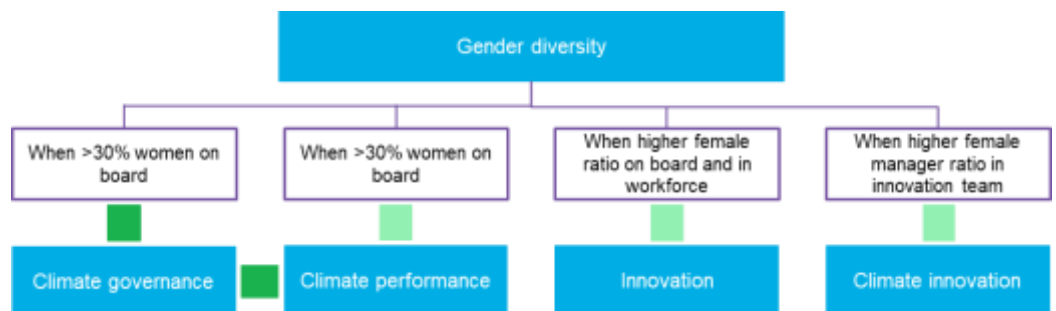 Gender diversity
When >30% women on
board
When >30% women on
board
When higher female
ratio on board and in
workforce
When higher female
manager ratio in
innovation team
Climate governance
Climate performance
Innovation
Climate innovation